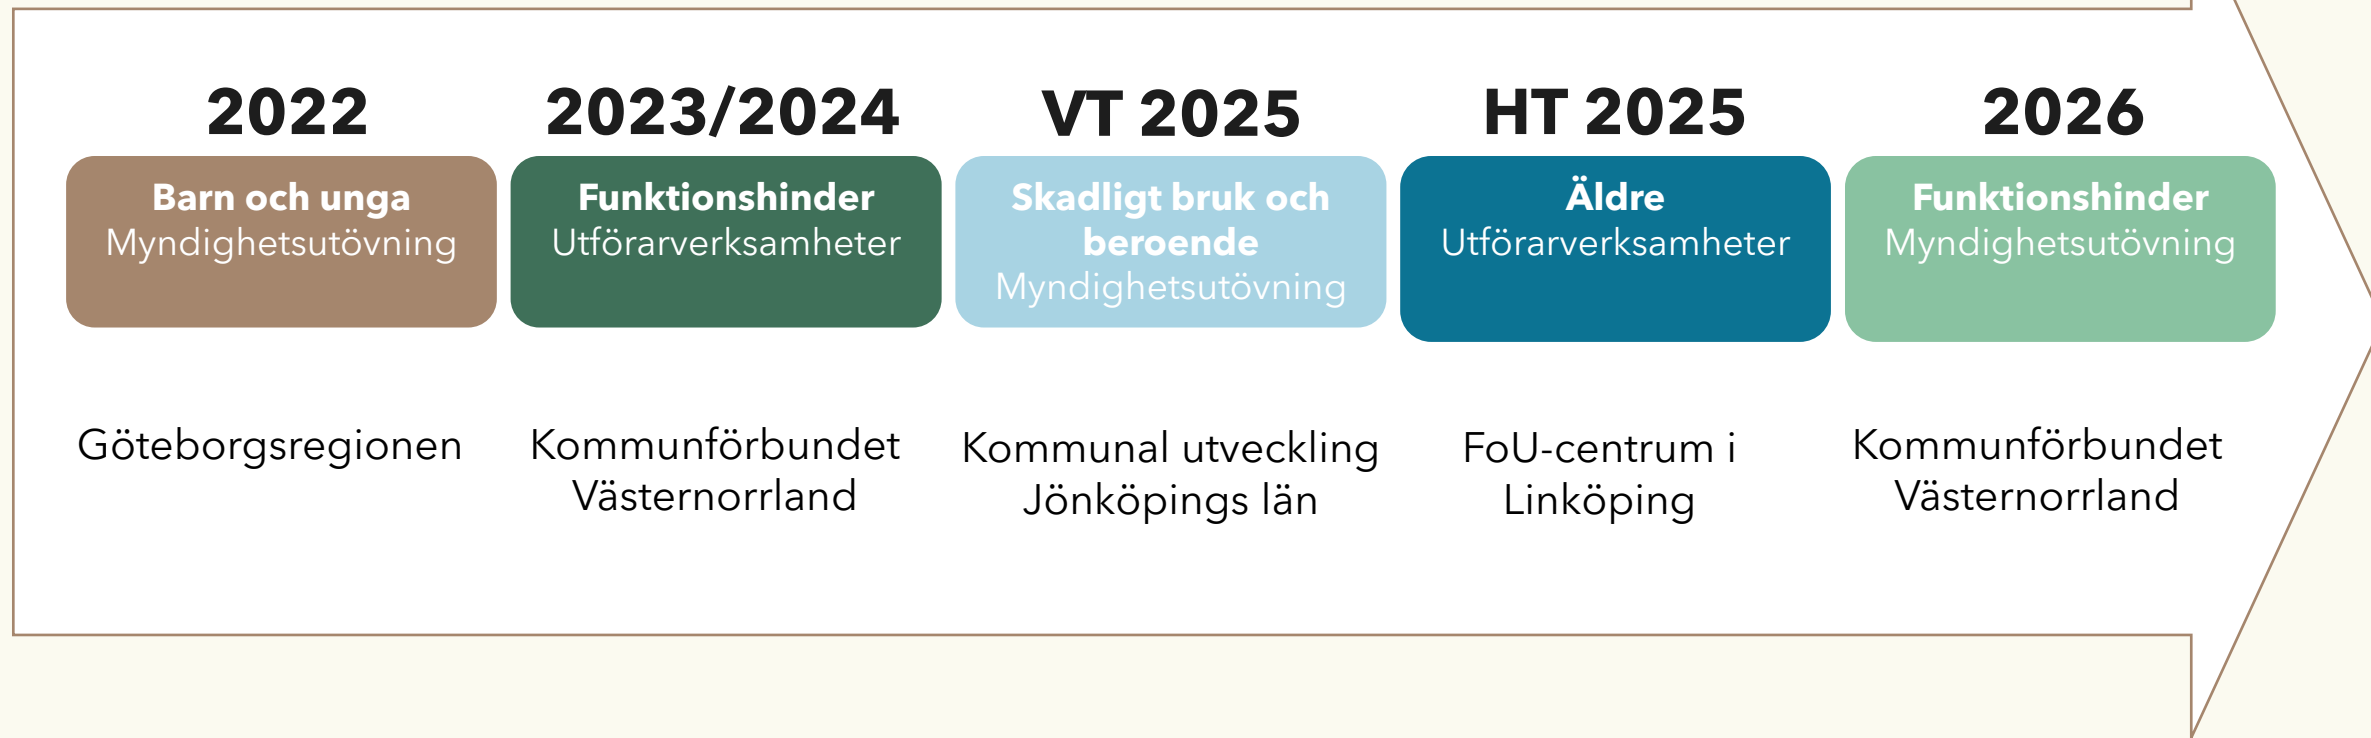 2022
Barn och unga
Myndighetsutövning
Göteborgsregionen
2023/2024
Funktionshinder
Utförarverksamheter
Kommunförbundet
Västernorrland
VT 2025
Skadligt bruk och
beroende
Myndighetsutövning
Kommunal utveckling
Jönköpings län
HT 2025
Äldre
Utförarverksamheter
FoU-centrum i
Linköping
2026
Funktionshinder
Myndighetsutövning
Kommunförbundet
Västernorrland